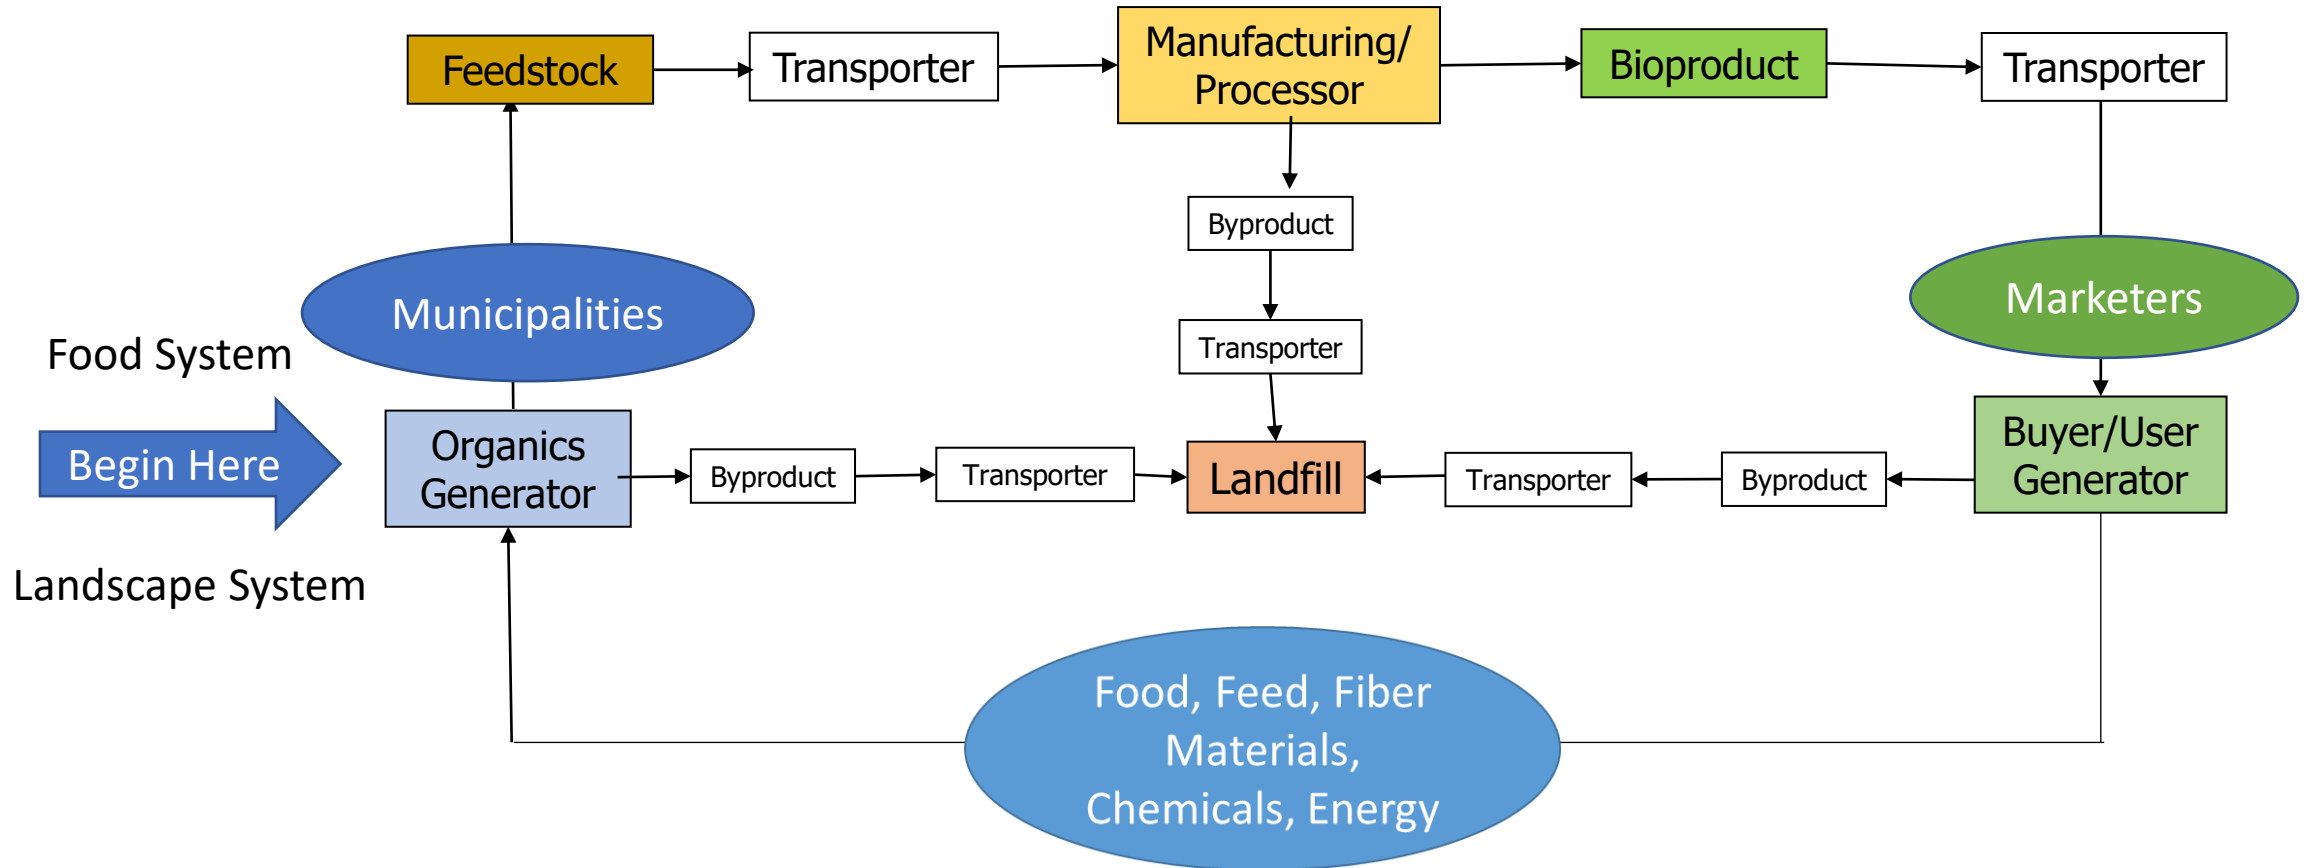 Feedstock
Transporter
Manufacturing/
Processor
Bioproduct
Transporter
Byproduct
Municipalities
Marketers
Transporter
Food System
Begin Here
Organics
Generator
Byproduct
Transporter
Landfill
Transporter
Byproduct
Buyer/User
Generator
Landscape System
Food, Feed, Fiber
Materials,
Chemicals, Energy